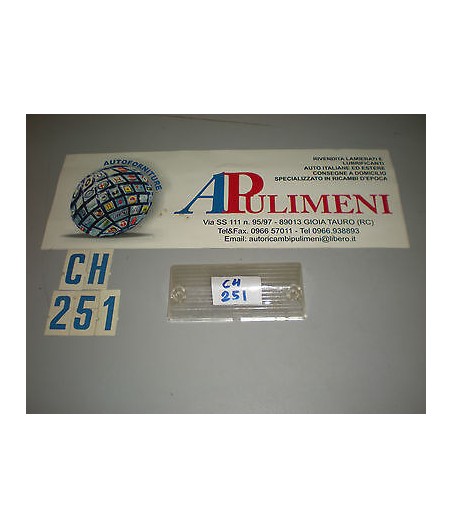 AUTOFORNITURE
RIVENDITA LAMIERATI E
LUBRIFICANTI
AUTO ITALIANE ED ESTERE
CONSEGNE A DOMICILIO
SPECIALIZZATO IN RICAMBI D'EPOCA
APULIMENI
Via SS 111 n. 95/97 - 89013 GIOIA TAURO (RC)
Tel&Fax. 0966 57011 - Tel 0966.938893
Email: autoricambipulimeni@libero.it
CH
251
CH
251